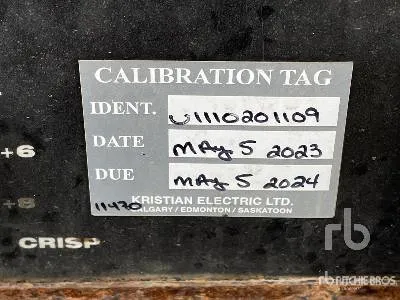 CALIBRATION TAG
IDENT. U1110201109
DATE MAY 5 2023
+6
DUE MAY 5 2024
+8
11470 KRISTIAN ELECTRIC LTD.
CALGARY / EDMONTON / SASKATOON
CRISP
rb
rb RITCHIE BROS.